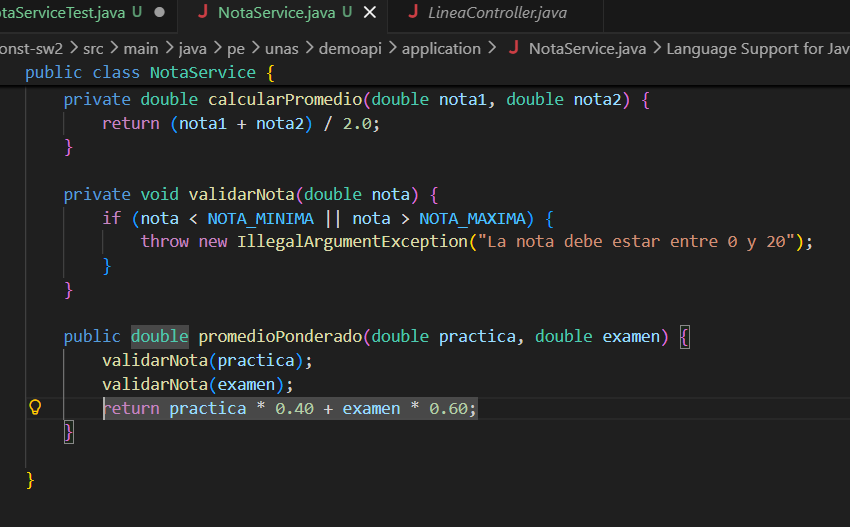 otaServiceTest.java U ●
NotaService.java U ×
LineaController.java
onst-sw2 > src > main > java > pe > unas > demoapi > application > NotaService.java > Language Support for Jav
public class NotaService {
private double calcularPromedio(double nota1, double nota2) {
return (nota1 + nota2) / 2.0;
}
private void validarNota(double nota) {
if (nota < NOTA_MINIMA || nota > NOTA_MAXIMA) {
throw new IllegalArgumentException("La nota debe estar entre 0 y 20");
}
}
public double promedioPonderado(double practica, double examen) {
validarNota(practica);
validarNota(examen);
return practica * 0.40 + examen * 0.60;
}
}